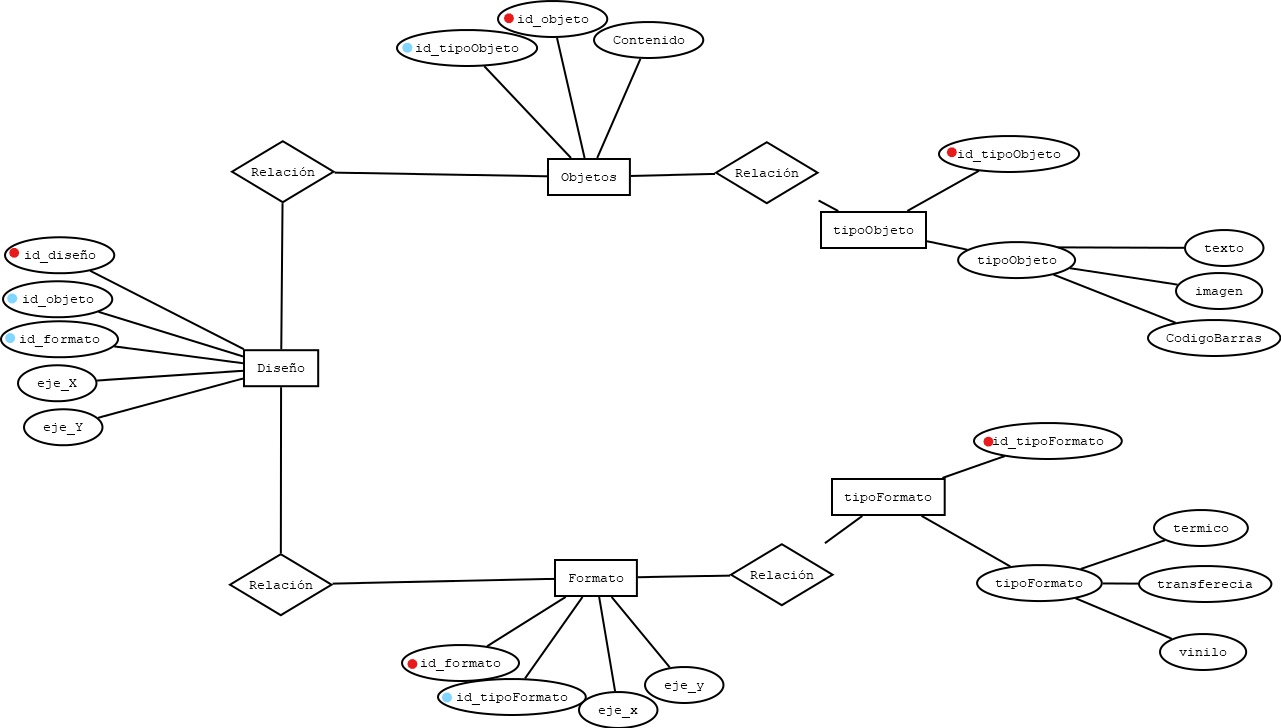 id_objeto
id_tipoObjeto
Contenido
Relación
Objetos
Relación
id_tipoObjeto
tipoObjeto
tipoObjeto
texto
imagen
CodigoBarras
id_diseño
id_objeto
id_formato
eje_X
eje_Y
Diseño
id_tipoFormato
tipoFormato
termico
tipoFormato
transferecia
vinilo
Relación
Formato
Relación
id_formato
id_tipoFormato
eje_x
eje_y